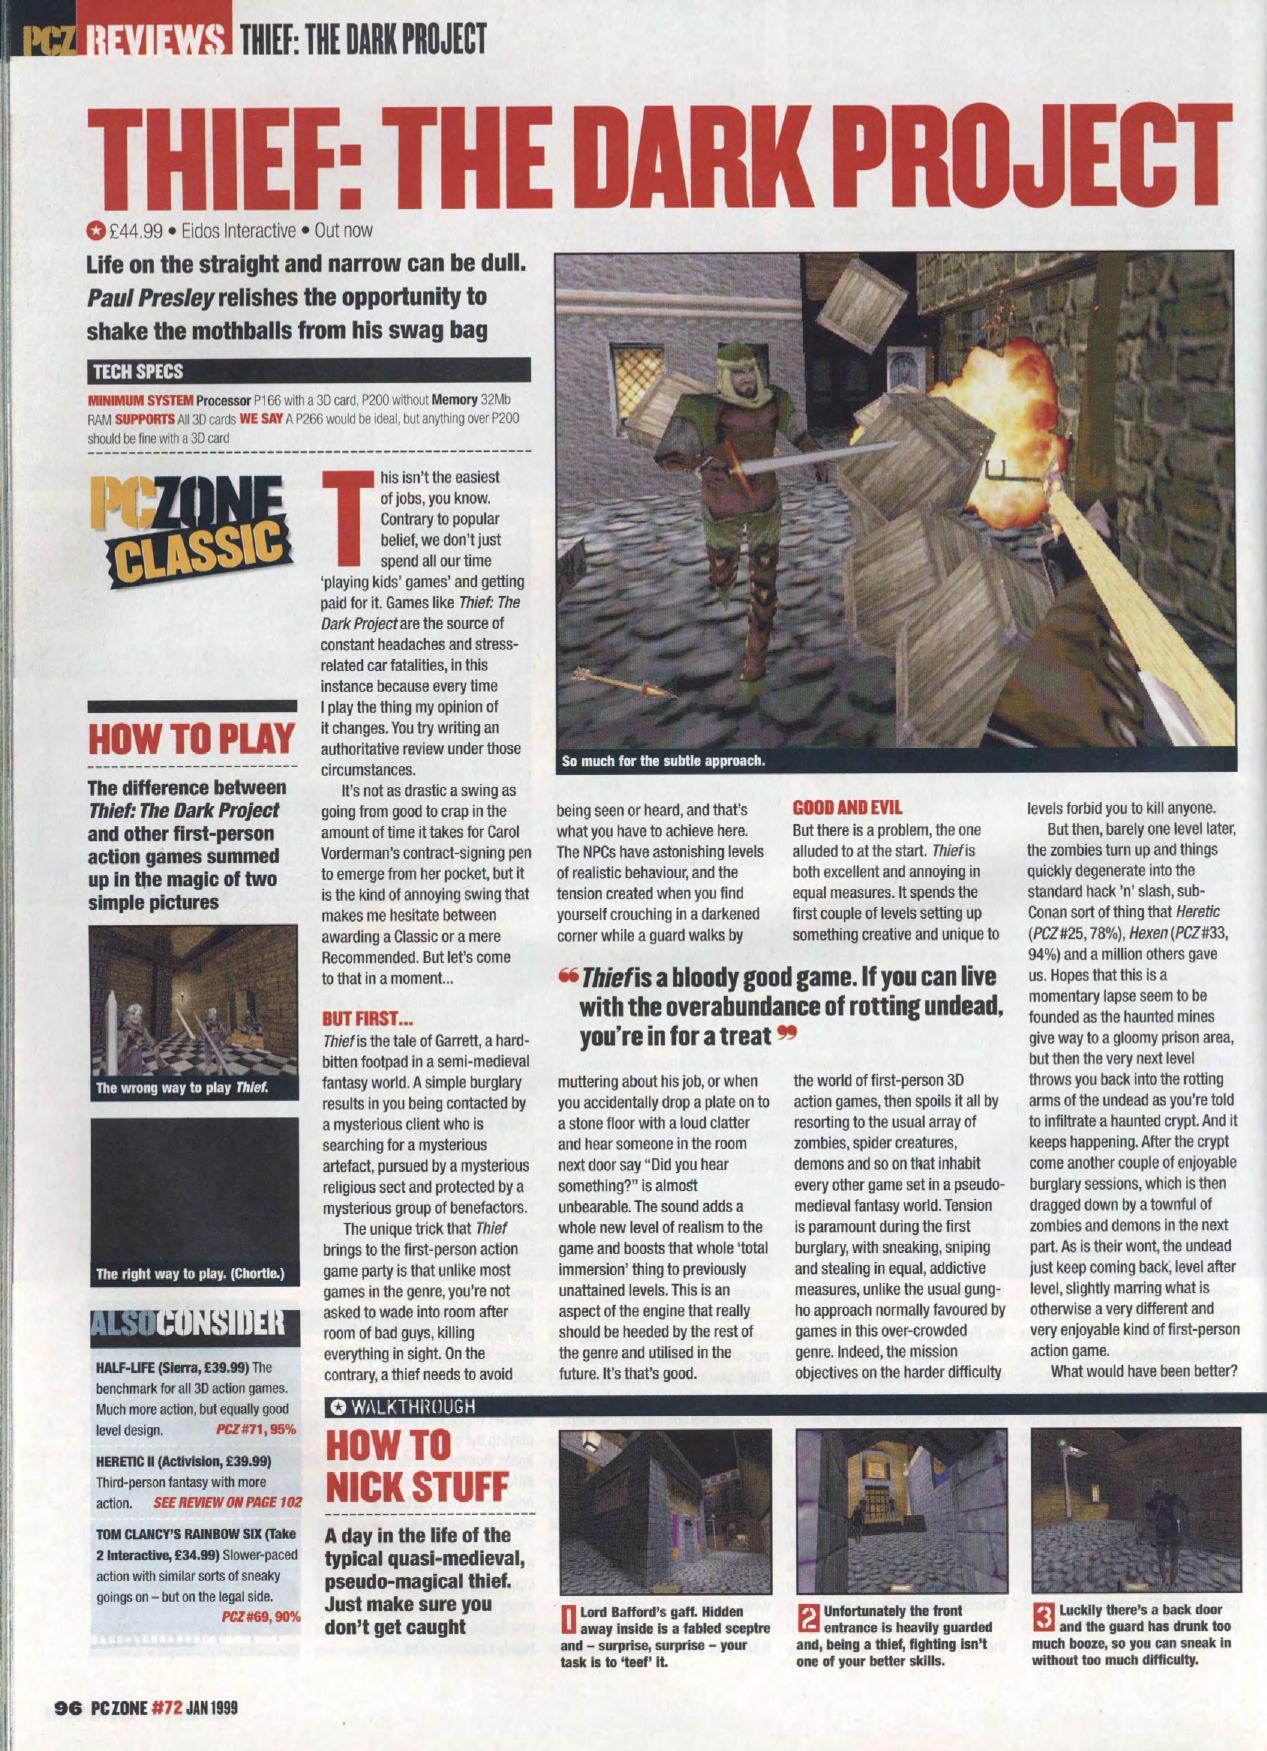 PCZ REVIEWS THIEF: THE DARK PROJECT
THIEF: THE DARK PROJECT
£44.99 • Eidos Interactive • Out now
Life on the straight and narrow can be dull.
Paul Presley relishes the opportunity to
shake the mothballs from his swag bag
TECH SPECS
MINIMUM SYSTEM Processor P166 with a 3D card, P200 without Memory 32Mb
RAM SUPPORTS All 3D cards WE SAY A P266 would be ideal, but anything over P200
should be fine with a 3D card
PCZONE
CLASSIC
HOW TO PLAY
The difference between
Thief: The Dark Project
and other first-person
action games summed
up in the magic of two
simple pictures
The wrong way to play Thief.
The right way to play. (Chortle.)
ALSO CONSIDER
HALF-LIFE (Sierra, £39.99) The
benchmark for all 3D action games.
Much more action, but equally good
level design. PCZ #71, 95%
HERETIC II (Activision, £39.99)
Third-person fantasy with more
action. SEE REVIEW ON PAGE 102
TOM CLANCY'S RAINBOW SIX (Take
2 Interactive, £34.99) Slower-paced
action with similar sorts of sneaky
goings on – but on the legal side.
PCZ #69, 90%
This isn't the easiest
of jobs, you know.
Contrary to popular
belief, we don't just
spend all our time
'playing kids' games' and getting
paid for it. Games like Thief: The
Dark Project are the source of
constant headaches and stress-
related car fatalities, in this
instance because every time
I play the thing my opinion of
it changes. You try writing an
authoritative review under those
circumstances.
It's not as drastic a swing as
going from good to crap in the
amount of time it takes for Carol
Vorderman's contract-signing pen
to emerge from her pocket, but it
is the kind of annoying swing that
makes me hesitate between
awarding a Classic or a mere
Recommended. But let's come
to that in a moment...
BUT FIRST...
Thief is the tale of Garrett, a hard-
bitten footpad in a semi-medieval
fantasy world. A simple burglary
results in you being contacted by
a mysterious client who is
searching for a mysterious
artefact, pursued by a mysterious
religious sect and protected by a
mysterious group of benefactors.
The unique trick that Thief
brings to the first-person action
game party is that unlike most
games in the genre, you're not
asked to wade into room after
room of bad guys, killing
everything in sight. On the
contrary, a thief needs to avoid
So much for the subtle approach.
being seen or heard, and that's
what you have to achieve here.
The NPCs have astonishing levels
of realistic behaviour, and the
tension created when you find
yourself crouching in a darkened
corner while a guard walks by
“ Thief is a bloody good game. If you can live
with the overabundance of rotting undead,
you're in for a treat ”
muttering about his job, or when
you accidentally drop a plate on to
a stone floor with a loud clatter
and hear someone in the room
next door say "Did you hear
something?" is almost
unbearable. The sound adds a
whole new level of realism to the
game and boosts that whole 'total
immersion' thing to previously
unattained levels. This is an
aspect of the engine that really
should be heeded by the rest of
the genre and utilised in the
future. It's that's good.
GOOD AND EVIL
But there is a problem, the one
alluded to at the start. Thief is
both excellent and annoying in
equal measures. It spends the
first couple of levels setting up
something creative and unique to
the world of first-person 3D
action games, then spoils it all by
resorting to the usual array of
zombies, spider creatures,
demons and so on that inhabit
every other game set in a pseudo-
medieval fantasy world. Tension
is paramount during the first
burglary, with sneaking, sniping
and stealing in equal, addictive
measures, unlike the usual gung-
ho approach normally favoured by
games in this over-crowded
genre. Indeed, the mission
objectives on the harder difficulty
levels forbid you to kill anyone.
But then, barely one level later,
the zombies turn up and things
quickly degenerate into the
standard hack 'n' slash, sub-
Conan sort of thing that Heretic
(PCZ #25, 78%), Hexen (PCZ #33,
94%) and a million others gave
us. Hopes that this is a
momentary lapse seem to be
founded as the haunted mines
give way to a gloomy prison area,
but then the very next level
throws you back into the rotting
arms of the undead as you're told
to infiltrate a haunted crypt. And it
keeps happening. After the crypt
come another couple of enjoyable
burglary sessions, which is then
dragged down by a townful of
zombies and demons in the next
part. As is their wont, the undead
just keep coming back, level after
level, slightly marring what is
otherwise a very different and
very enjoyable kind of first-person
action game.
What would have been better?
WALKTHROUGH
HOW TO
NICK STUFF
A day in the life of the
typical quasi-medieval,
pseudo-magical thief.
Just make sure you
don't get caught
1 Lord Bafford's gaff. Hidden
away inside is a fabled sceptre
and – surprise, surprise – your
task is to 'teef' it.
2 Unfortunately the front
entrance is heavily guarded
and, being a thief, fighting isn't
one of your better skills.
3 Luckily there's a back door
and the guard has drunk too
much booze, so you can sneak in
without too much difficulty.
96 PC ZONE #72 JAN 1999